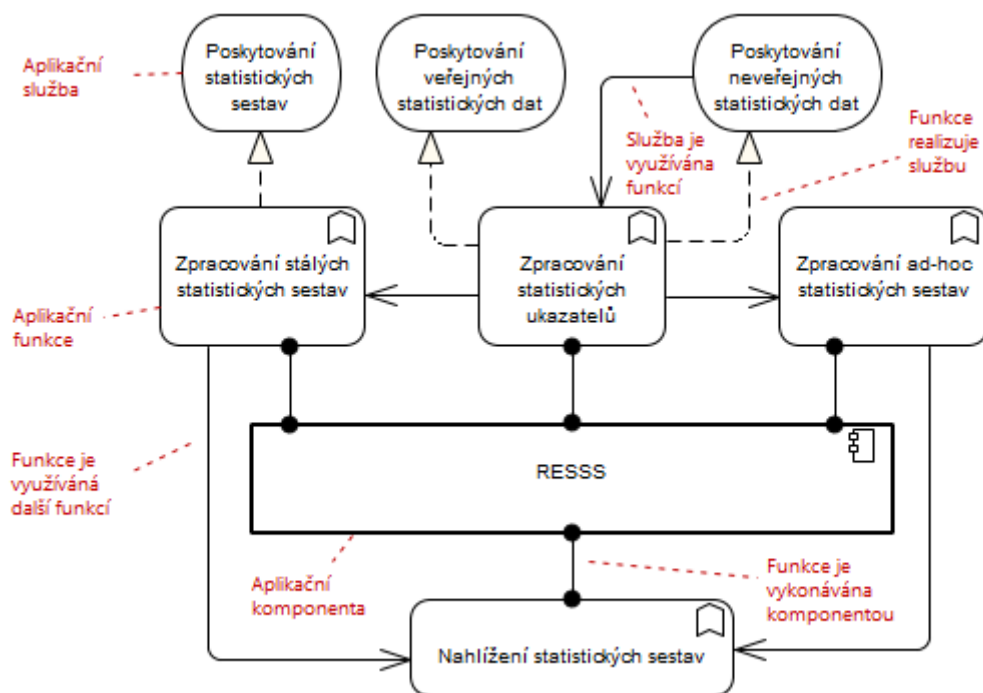 Aplikační
služba
Poskytování
statistických
sestav
Poskytování
veřejných
statistických dat
Poskytování
neveřejných
statistických dat
Služba je
využívána
funkcí
Funkce
realizuje
službu
Zpracování stálých
statistických sestav
Zpracování
statistických
ukazatelů
Zpracování ad-hoc
statistických sestav
Aplikační
funkce
Funkce je
využíváná
další funkcí
RESSS
Aplikační
komponenta
Funkce je
vykonávána
komponentou
Nahlížení statistických sestav